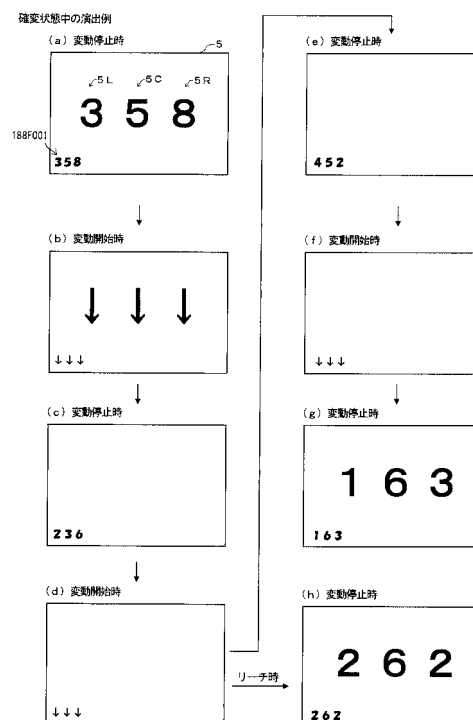 確変状態中の演出例
(a) 変動停止時
5
5L 5C 5R
3 5 8
188F001
358
(b) 変動開始時
↓ ↓ ↓
↓↓↓
(c) 変動停止時
236
(d) 変動開始時
↓↓↓
リーチ時
(e) 変動停止時
452
(f) 変動開始時
↓↓↓
(g) 変動停止時
1 6 3
163
(h) 変動停止時
2 6 2
262